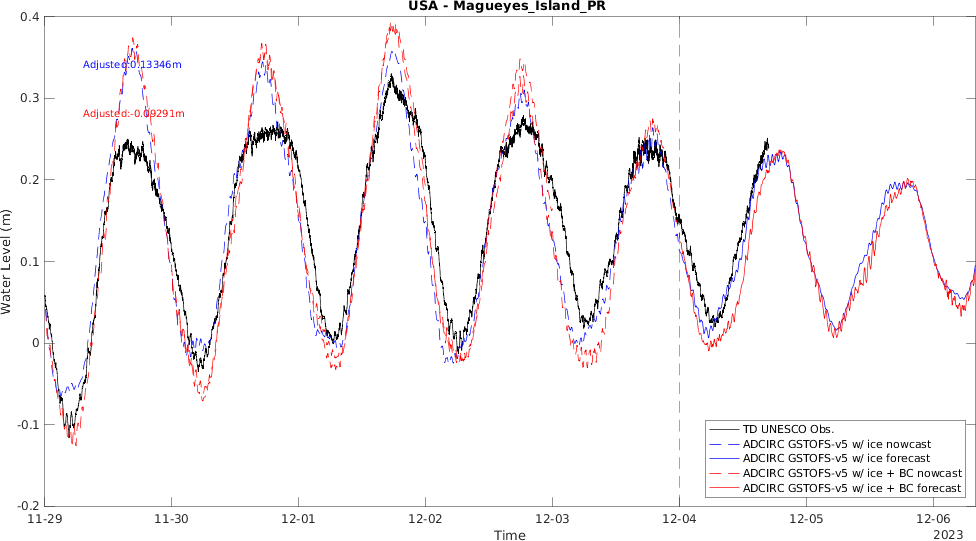 USA - Magueyes_Island_PR
0.4
0.3
0.2
0.1
0
-0.1
-0.2
Water Level (m)
Adjusted:0.13346m
Adjusted:-0.09291m
TD UNESCO Obs.
ADCIRC GSTOFS-v5 w/ ice nowcast
ADCIRC GSTOFS-v5 w/ ice forecast
ADCIRC GSTOFS-v5 w/ ice + BC nowcast
ADCIRC GSTOFS-v5 w/ ice + BC forecast
11-29 11-30 12-01 12-02 12-03 12-04 12-05 12-06
Time
2023